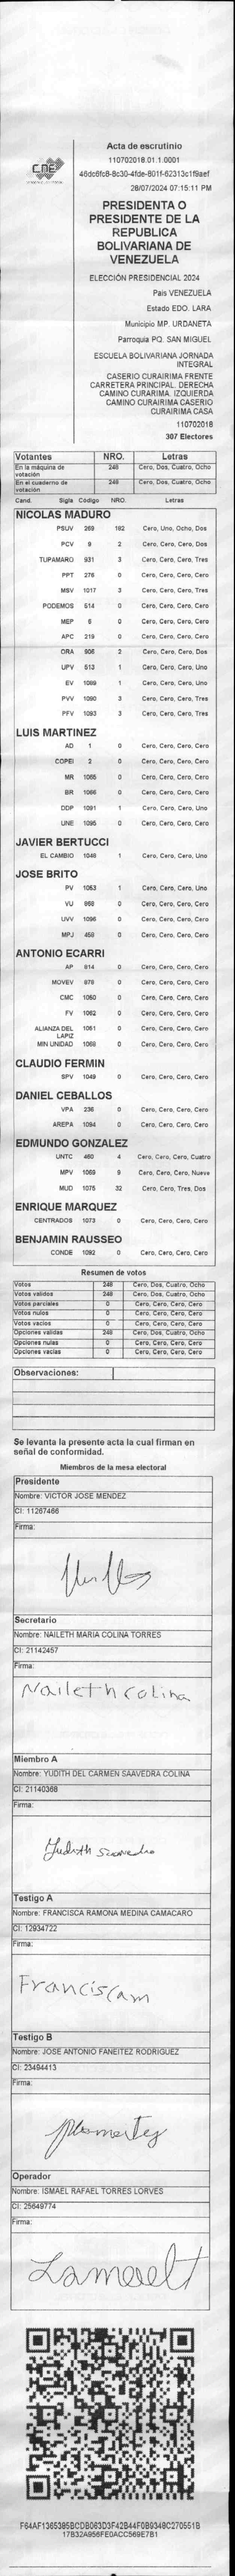 CNE
Acta de escrutinio
110702018.01.1.0001
46dc6fc8-8c30-4fde-801f-62313c1f9aef
28/07/2024 07:15:11 PM
PRESIDENTA O
PRESIDENTE DE LA
REPUBLICA
BOLIVARIANA DE
VENEZUELA
ELECCIÓN PRESIDENCIAL 2024
Pais VENEZUELA
Estado EDO. LARA
Municipio MP. URDANETA
Parroquia PQ. SAN MIGUEL
ESCUELA BOLIVARIANA JORNADA
INTEGRAL
CASERIO CURAIRIMA FRENTE
CARRETERA PRINCIPAL. DERECHA
CAMINO CURARIMA. IZQUIERDA
CAMINO CURAIRIMA CASERIO
CURAIRIMA CASA
110702018
307 Electores
Votantes NRO. Letras
En la máquina de votación 248 Cero, Dos, Cuatro, Ocho
En el cuaderno de votación 248 Cero, Dos, Cuatro, Ocho
Cand. Sigla Código NRO. Letras
NICOLAS MADURO
PSUV 269 182 Cero, Uno, Ocho, Dos
PCV 9 2 Cero, Cero, Cero, Dos
TUPAMARO 931 3 Cero, Cero, Cero, Tres
PPT 276 0 Cero, Cero, Cero, Cero
MSV 1017 3 Cero, Cero, Cero, Tres
PODEMOS 514 0 Cero, Cero, Cero, Cero
MEP 6 0 Cero, Cero, Cero, Cero
APC 219 0 Cero, Cero, Cero, Cero
ORA 906 2 Cero, Cero, Cero, Dos
UPV 513 1 Cero, Cero, Cero, Uno
EV 1089 1 Cero, Cero, Cero, Uno
PVV 1090 3 Cero, Cero, Cero, Tres
PFV 1093 3 Cero, Cero, Cero, Tres
LUIS MARTINEZ
AD 1 0 Cero, Cero, Cero, Cero
COPEI 2 0 Cero, Cero, Cero, Cero
MR 1065 0 Cero, Cero, Cero, Cero
BR 1066 0 Cero, Cero, Cero, Cero
DDP 1091 1 Cero, Cero, Cero, Uno
UNE 1095 0 Cero, Cero, Cero, Cero
JAVIER BERTUCCI
EL CAMBIO 1046 1 Cero, Cero, Cero, Uno
JOSE BRITO
PV 1053 1 Cero, Cero, Cero, Uno
VU 958 0 Cero, Cero, Cero, Cero
UVV 1096 0 Cero, Cero, Cero, Cero
MPJ 459 0 Cero, Cero, Cero, Cero
ANTONIO ECARRI
AP 814 0 Cero, Cero, Cero, Cero
MOVEV 978 0 Cero, Cero, Cero, Cero
CMC 1050 0 Cero, Cero, Cero, Cero
FV 1062 0 Cero, Cero, Cero, Cero
ALIANZA DEL LAPIZ 1061 0 Cero, Cero, Cero, Cero
MIN UNIDAD 1068 0 Cero, Cero, Cero, Cero
CLAUDIO FERMIN
SPV 1049 0 Cero, Cero, Cero, Cero
DANIEL CEBALLOS
VPA 236 0 Cero, Cero, Cero, Cero
AREPA 1094 0 Cero, Cero, Cero, Cero
EDMUNDO GONZALEZ
UNTC 460 4 Cero, Cero, Cero, Cuatro
MPV 1069 9 Cero, Cero, Cero, Nueve
MUD 1075 32 Cero, Cero, Tres, Dos
ENRIQUE MARQUEZ
CENTRADOS 1073 0 Cero, Cero, Cero, Cero
BENJAMIN RAUSSEO
CONDE 1092 0 Cero, Cero, Cero, Cero
Resumen de votos
Votos 248 Cero, Dos, Cuatro, Ocho
Votos validos 248 Cero, Dos, Cuatro, Ocho
Votos parciales 0 Cero, Cero, Cero, Cero
Votos nulos 0 Cero, Cero, Cero, Cero
Votos vacios 0 Cero, Cero, Cero, Cero
Opciones validas 248 Cero, Dos, Cuatro, Ocho
Opciones nulas 0 Cero, Cero, Cero, Cero
Opciones vacias 0 Cero, Cero, Cero, Cero
Observaciones:
Se levanta la presente acta la cual firman en
señal de conformidad.
Miembros de la mesa electoral
Presidente
Nombre: VICTOR JOSE MENDEZ
CI: 11267466
Firma:
Secretario
Nombre: NAILETH MARIA COLINA TORRES
CI: 21142457
Firma:
Naileth colina
Miembro A
Nombre: YUDITH DEL CARMEN SAAVEDRA COLINA
CI: 21140368
Firma:
Yudith Saavedra
Testigo A
Nombre: FRANCISCA RAMONA MEDINA CAMACARO
CI: 12934722
Firma:
Franciscam
Testigo B
Nombre: JOSE ANTONIO FANEITEZ RODRIGUEZ
CI: 23494413
Firma:
Operador
Nombre: ISMAEL RAFAEL TORRES LORVES
CI: 25649774
Firma:
F64AF1365385BCDB063D3F42B44F0B9348C270551B
17B32A956FE0ACC569E7B1